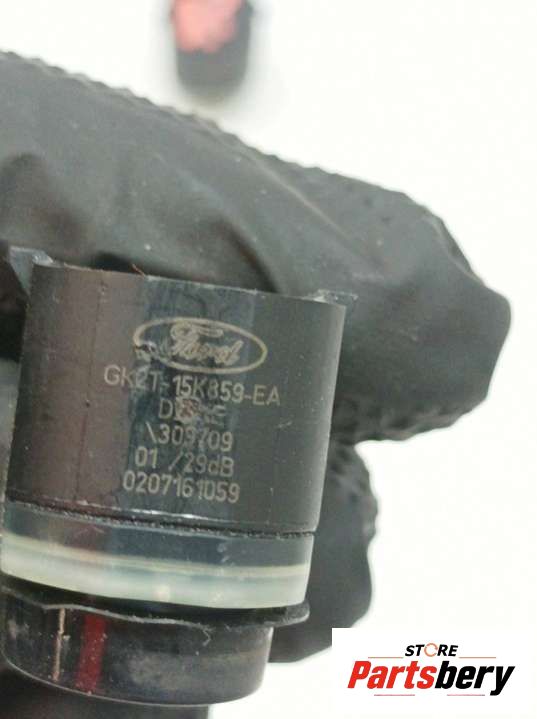 Ford
GK2T-15K859-EA
\309709
01 /29dB
0207161059
STORE
Partsbery